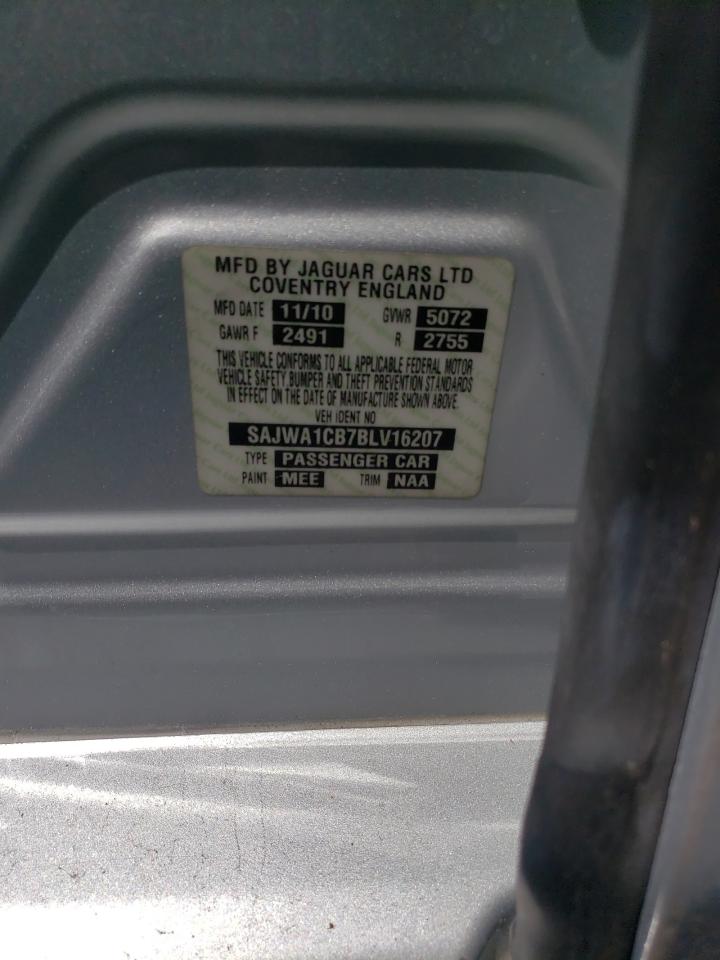 MFD BY JAGUAR CARS LTD
COVENTRY ENGLAND
MFD DATE 11/10 GVWR 5072
GAWR F 2491 R 2755
THIS VEHICLE CONFORMS TO ALL APPLICABLE FEDERAL MOTOR
VEHICLE SAFETY, BUMPER AND THEFT PREVENTION STANDARDS
IN EFFECT ON THE DATE OF MANUFACTURE SHOWN ABOVE.
VEH IDENT NO
SAJWA1CB7BLV16207
TYPE PASSENGER CAR
PAINT MEE TRIM NAA